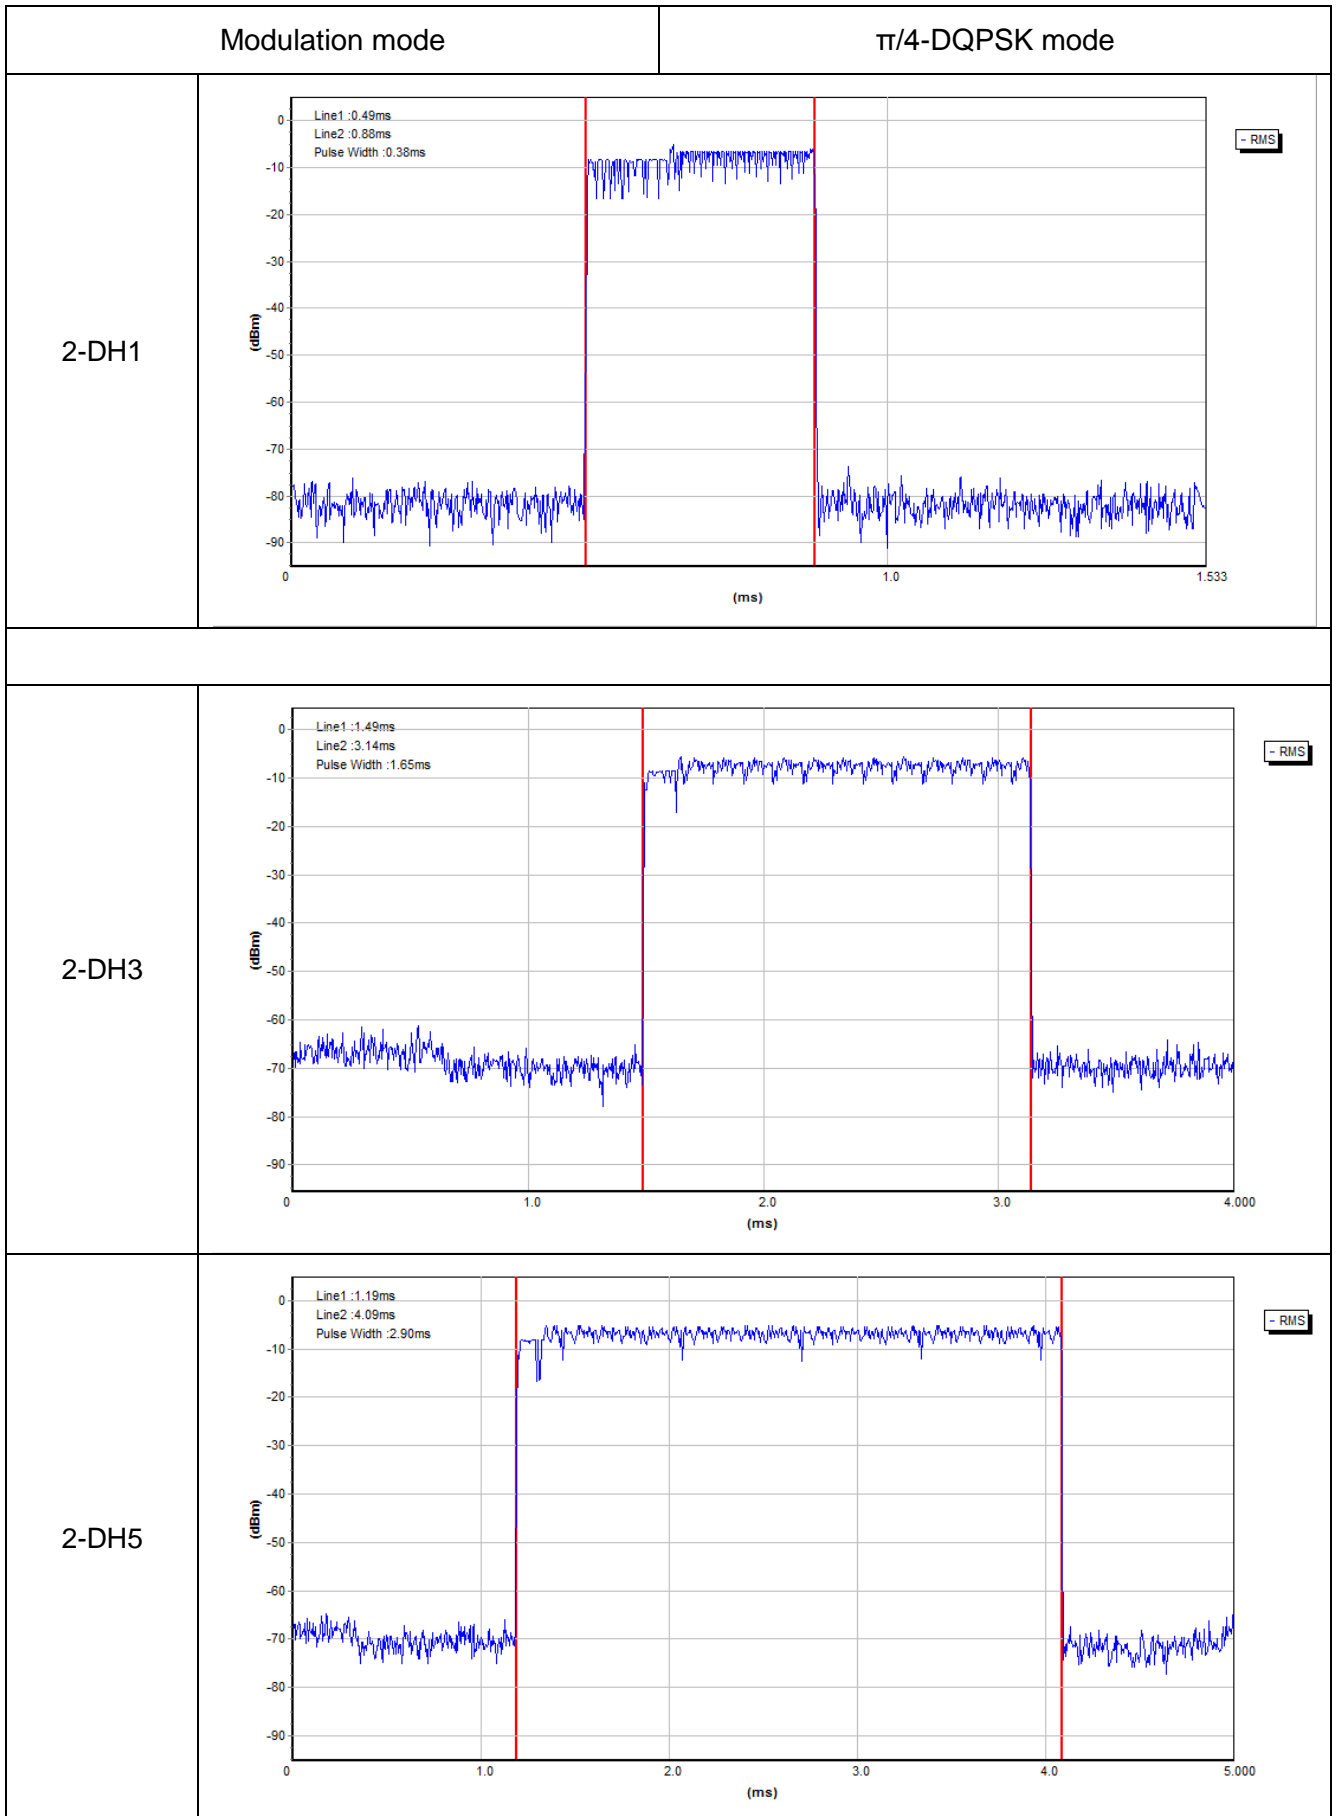 Modulation mode
π/4-DQPSK mode
2-DH1
Line1 :0.49ms
Line2 :0.88ms
Pulse Width :0.38ms
- RMS
0
-10
-20
-30
-40
-50
-60
-70
-80
-90
(dBm)
0
1.0
1.533
(ms)
2-DH3
Line1 :1.49ms
Line2 :3.14ms
Pulse Width :1.65ms
- RMS
0
-10
-20
-30
-40
-50
-60
-70
-80
-90
(dBm)
0
1.0
2.0
3.0
4.000
(ms)
2-DH5
Line1 :1.19ms
Line2 :4.09ms
Pulse Width :2.90ms
- RMS
0
-10
-20
-30
-40
-50
-60
-70
-80
-90
(dBm)
0
1.0
2.0
3.0
4.0
5.000
(ms)